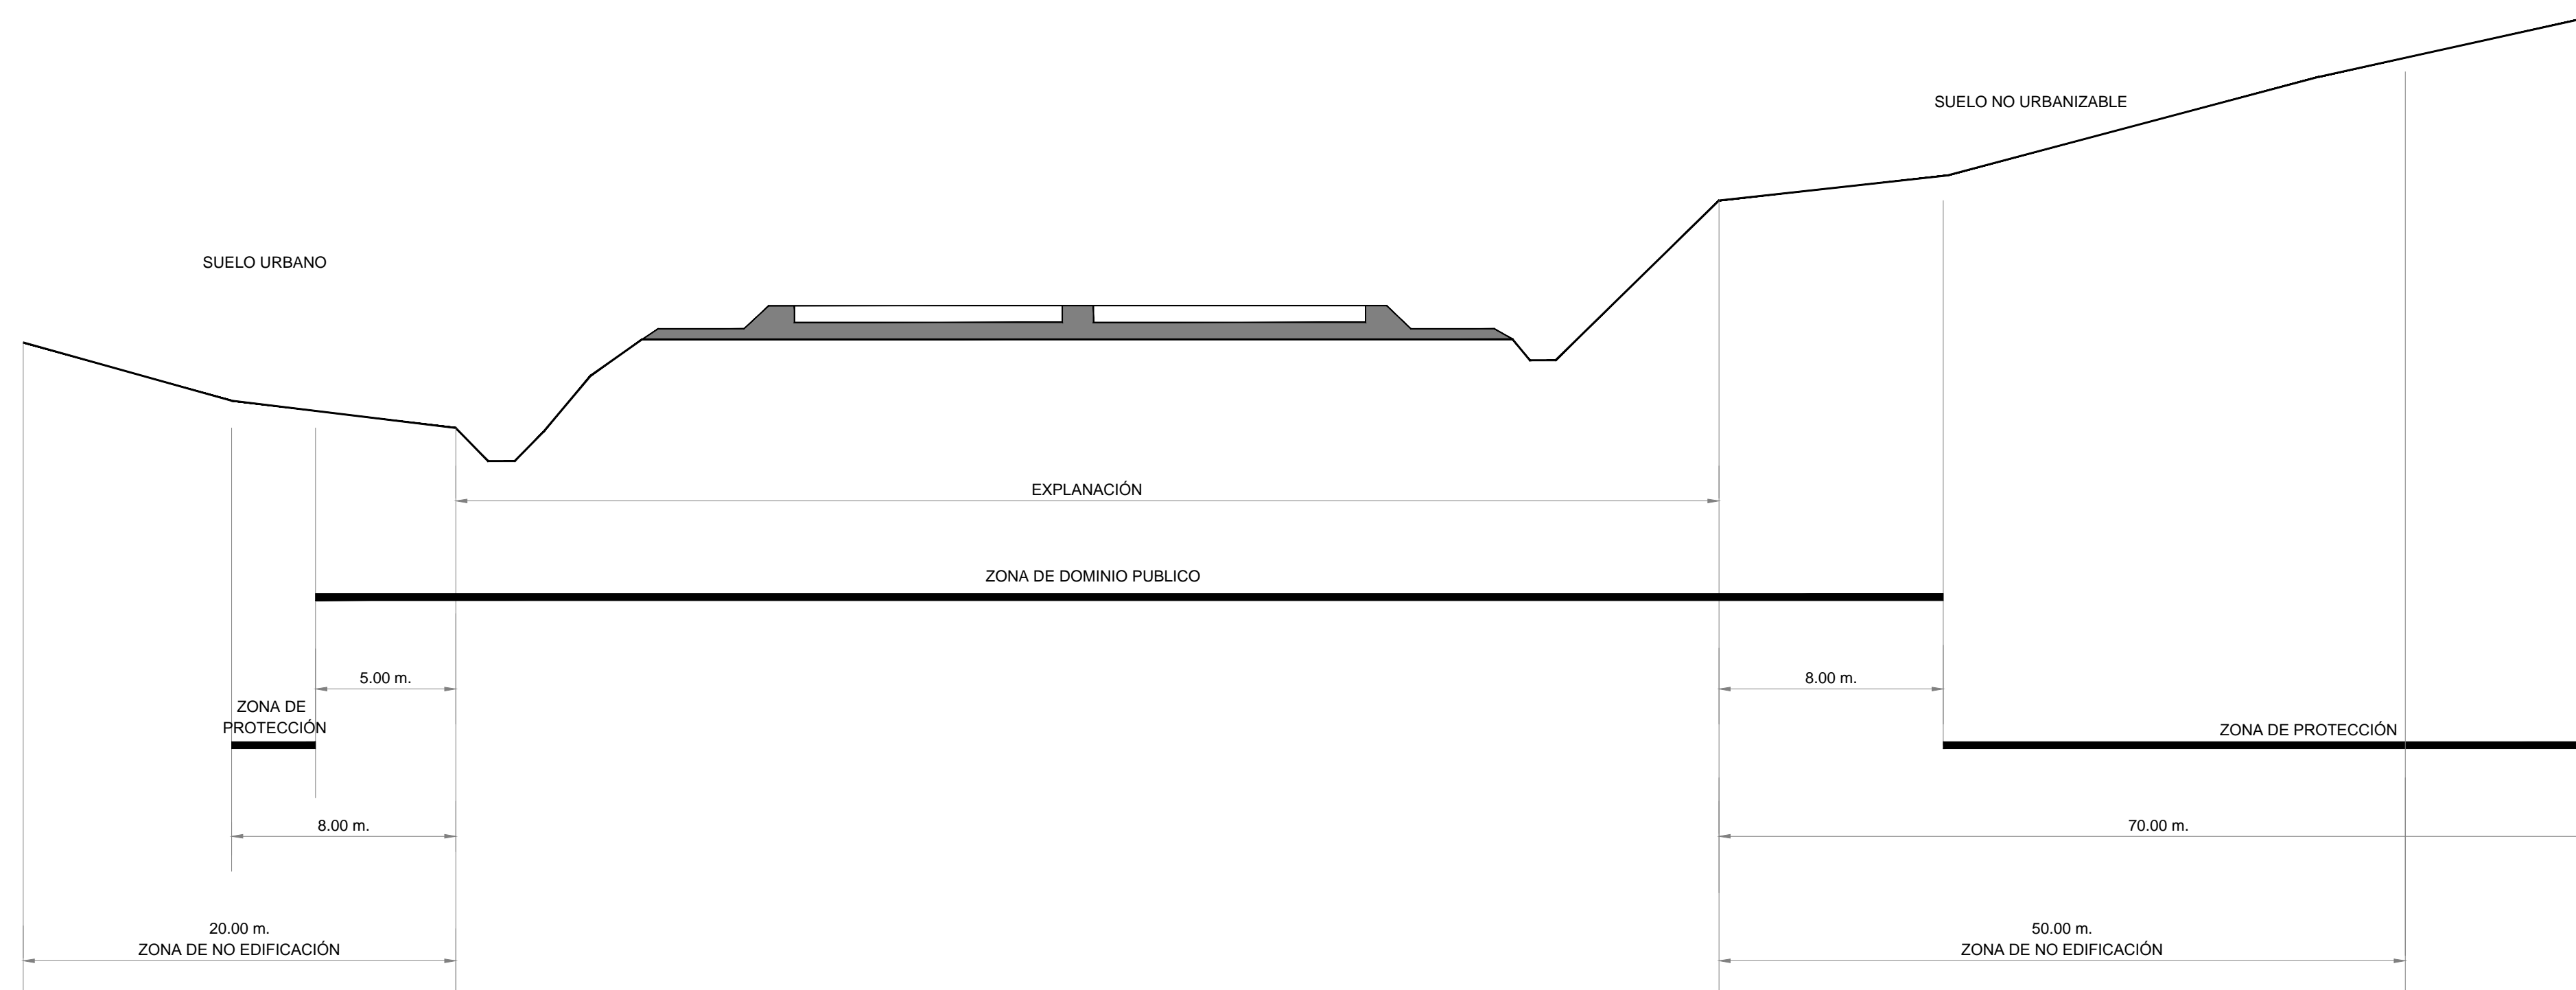 SUELO NO URBANIZABLE
SUELO URBANO
EXPLANACIÓN
ZONA DE DOMINIO PUBLICO
5.00 m.
8.00 m.
ZONA DE
PROTECCIÓN
ZONA DE PROTECCIÓN
8.00 m.
70.00 m.
20.00 m.
ZONA DE NO EDIFICACIÓN
50.00 m.
ZONA DE NO EDIFICACIÓN